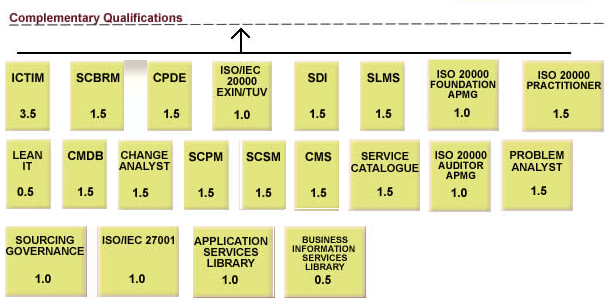 Complementary Qualifications
ICTIM
3.5
SCBRM
1.5
CPDE
1.5
ISO/IEC
20000
EXIN/TUV
1.0
SDI
1.5
SLMS
1.5
ISO 20000
FOUNDATION
APMG
1.0
ISO 20000
PRACTITIONER
1.5
LEAN
IT
0.5
CMDB
1.5
CHANGE
ANALYST
1.5
SCPM
1.5
SCSM
1.5
CMS
1.5
SERVICE
CATALOGUE
1.5
ISO 20000
AUDITOR
APMG
1.0
PROBLEM
ANALYST
1.5
SOURCING
GOVERNANCE
1.0
ISO/IEC 27001
1.0
APPLICATION
SERVICES
LIBRARY
1.0
BUSINESS
INFORMATION
SERVICES
LIBRARY
0.5